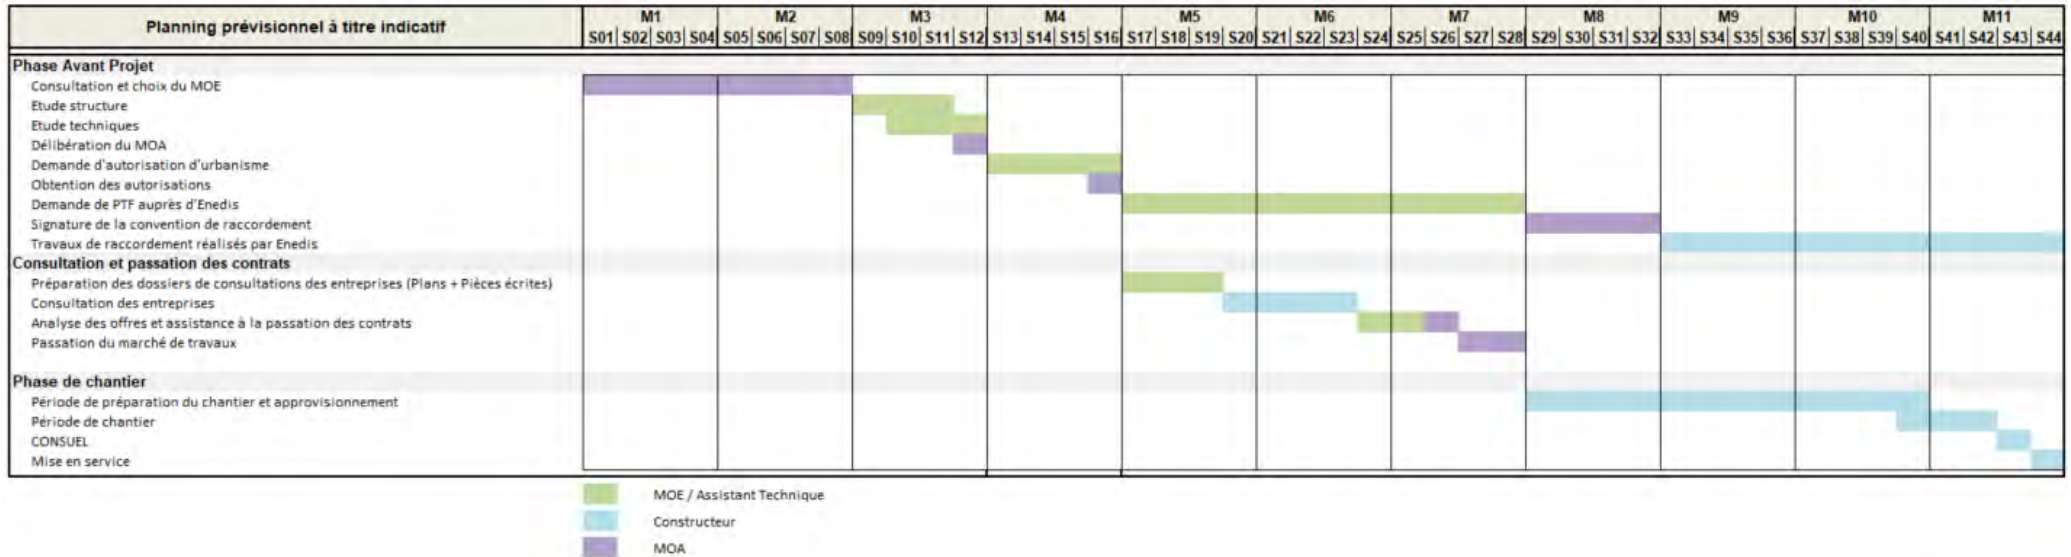 Planning prévisionnel à titre indicatif
M1 M2 M3 M4 M5 M6 M7 M8 M9 M10 M11
S01 S02 S03 S04 S05 S06 S07 S08 S09 S10 S11 S12 S13 S14 S15 S16 S17 S18 S19 S20 S21 S22 S23 S24 S25 S26 S27 S28 S29 S30 S31 S32 S33 S34 S35 S36 S37 S38 S39 S40 S41 S42 S43 S44
Phase Avant Projet
Consultation et choix du MOE
Etude structure
Etude techniques
Délibération du MOA
Demande d'autorisation d'urbanisme
Obtention des autorisations
Demande de PTF auprès d'Enedis
Signature de la convention de raccordement
Travaux de raccordement réalisés par Enedis
Consultation et passation des contrats
Préparation des dossiers de consultations des entreprises (Plans + Pièces écrites)
Consultation des entreprises
Analyse des offres et assistance à la passation des contrats
Passation du marché de travaux
Phase de chantier
Période de préparation du chantier et approvisionnement
Période de chantier
CONSUEL
Mise en service
MOE / Assistant Technique
Constructeur
MOA